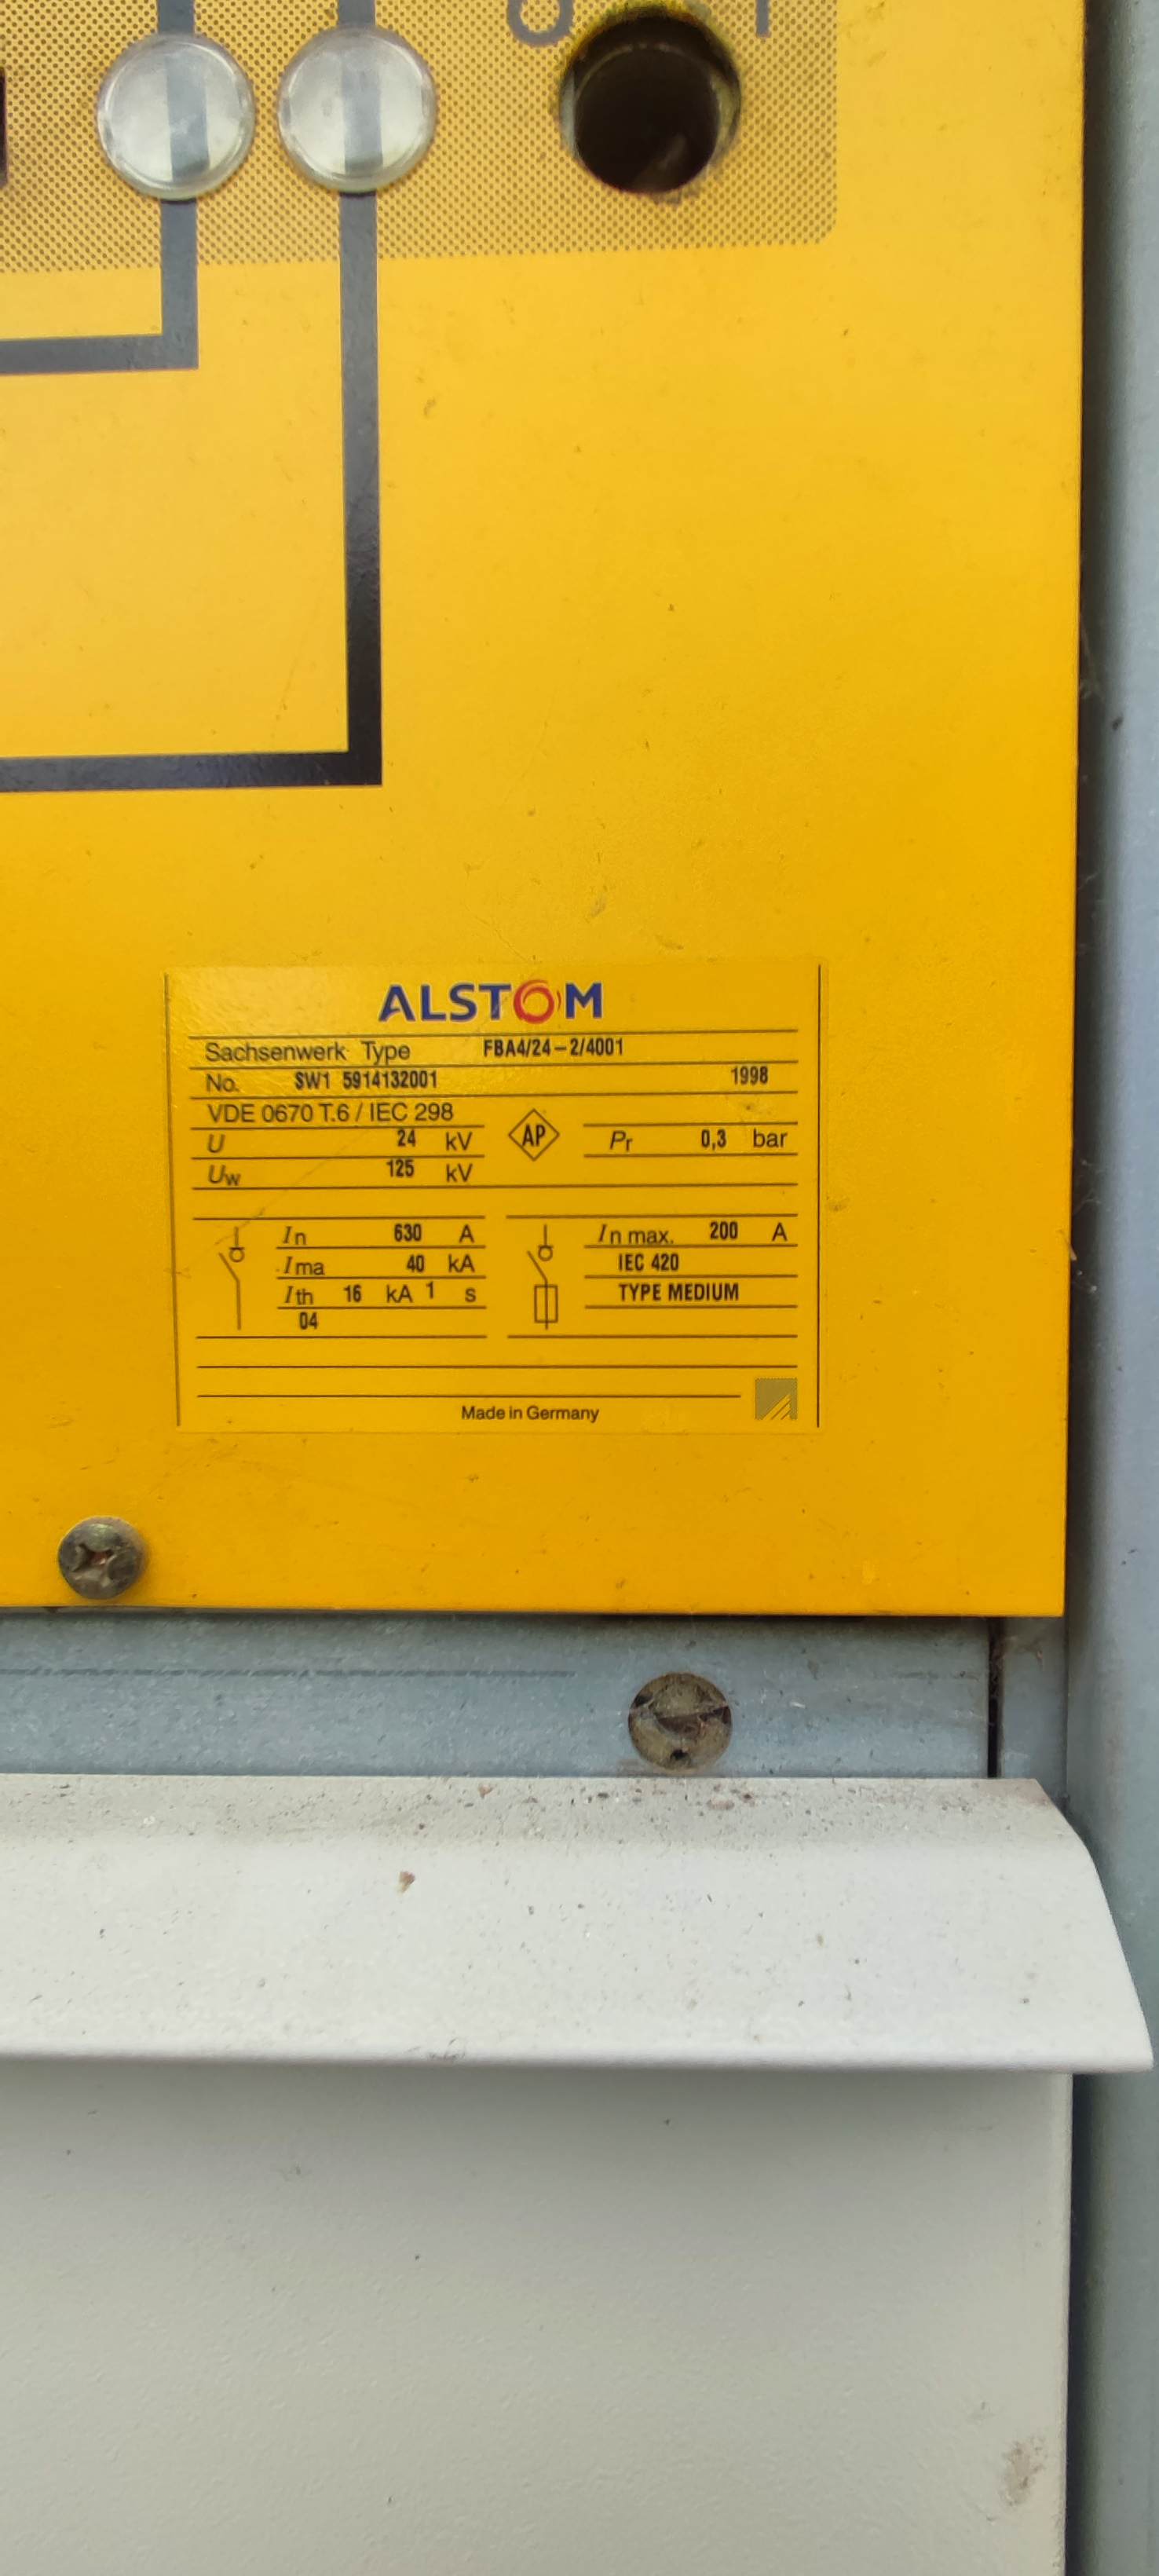 O I
ALSTOM
Sachsenwerk Type FBA4/24-2/4001
No. SW1 5914132001 1998
VDE 0670 T.6 / IEC 298
U 24 kV AP Pr 0,3 bar
Uw 125 kV
In 630 A In max. 200 A
Ima 40 kA IEC 420
Ith 16 kA 1 s TYPE MEDIUM
04
Made in Germany